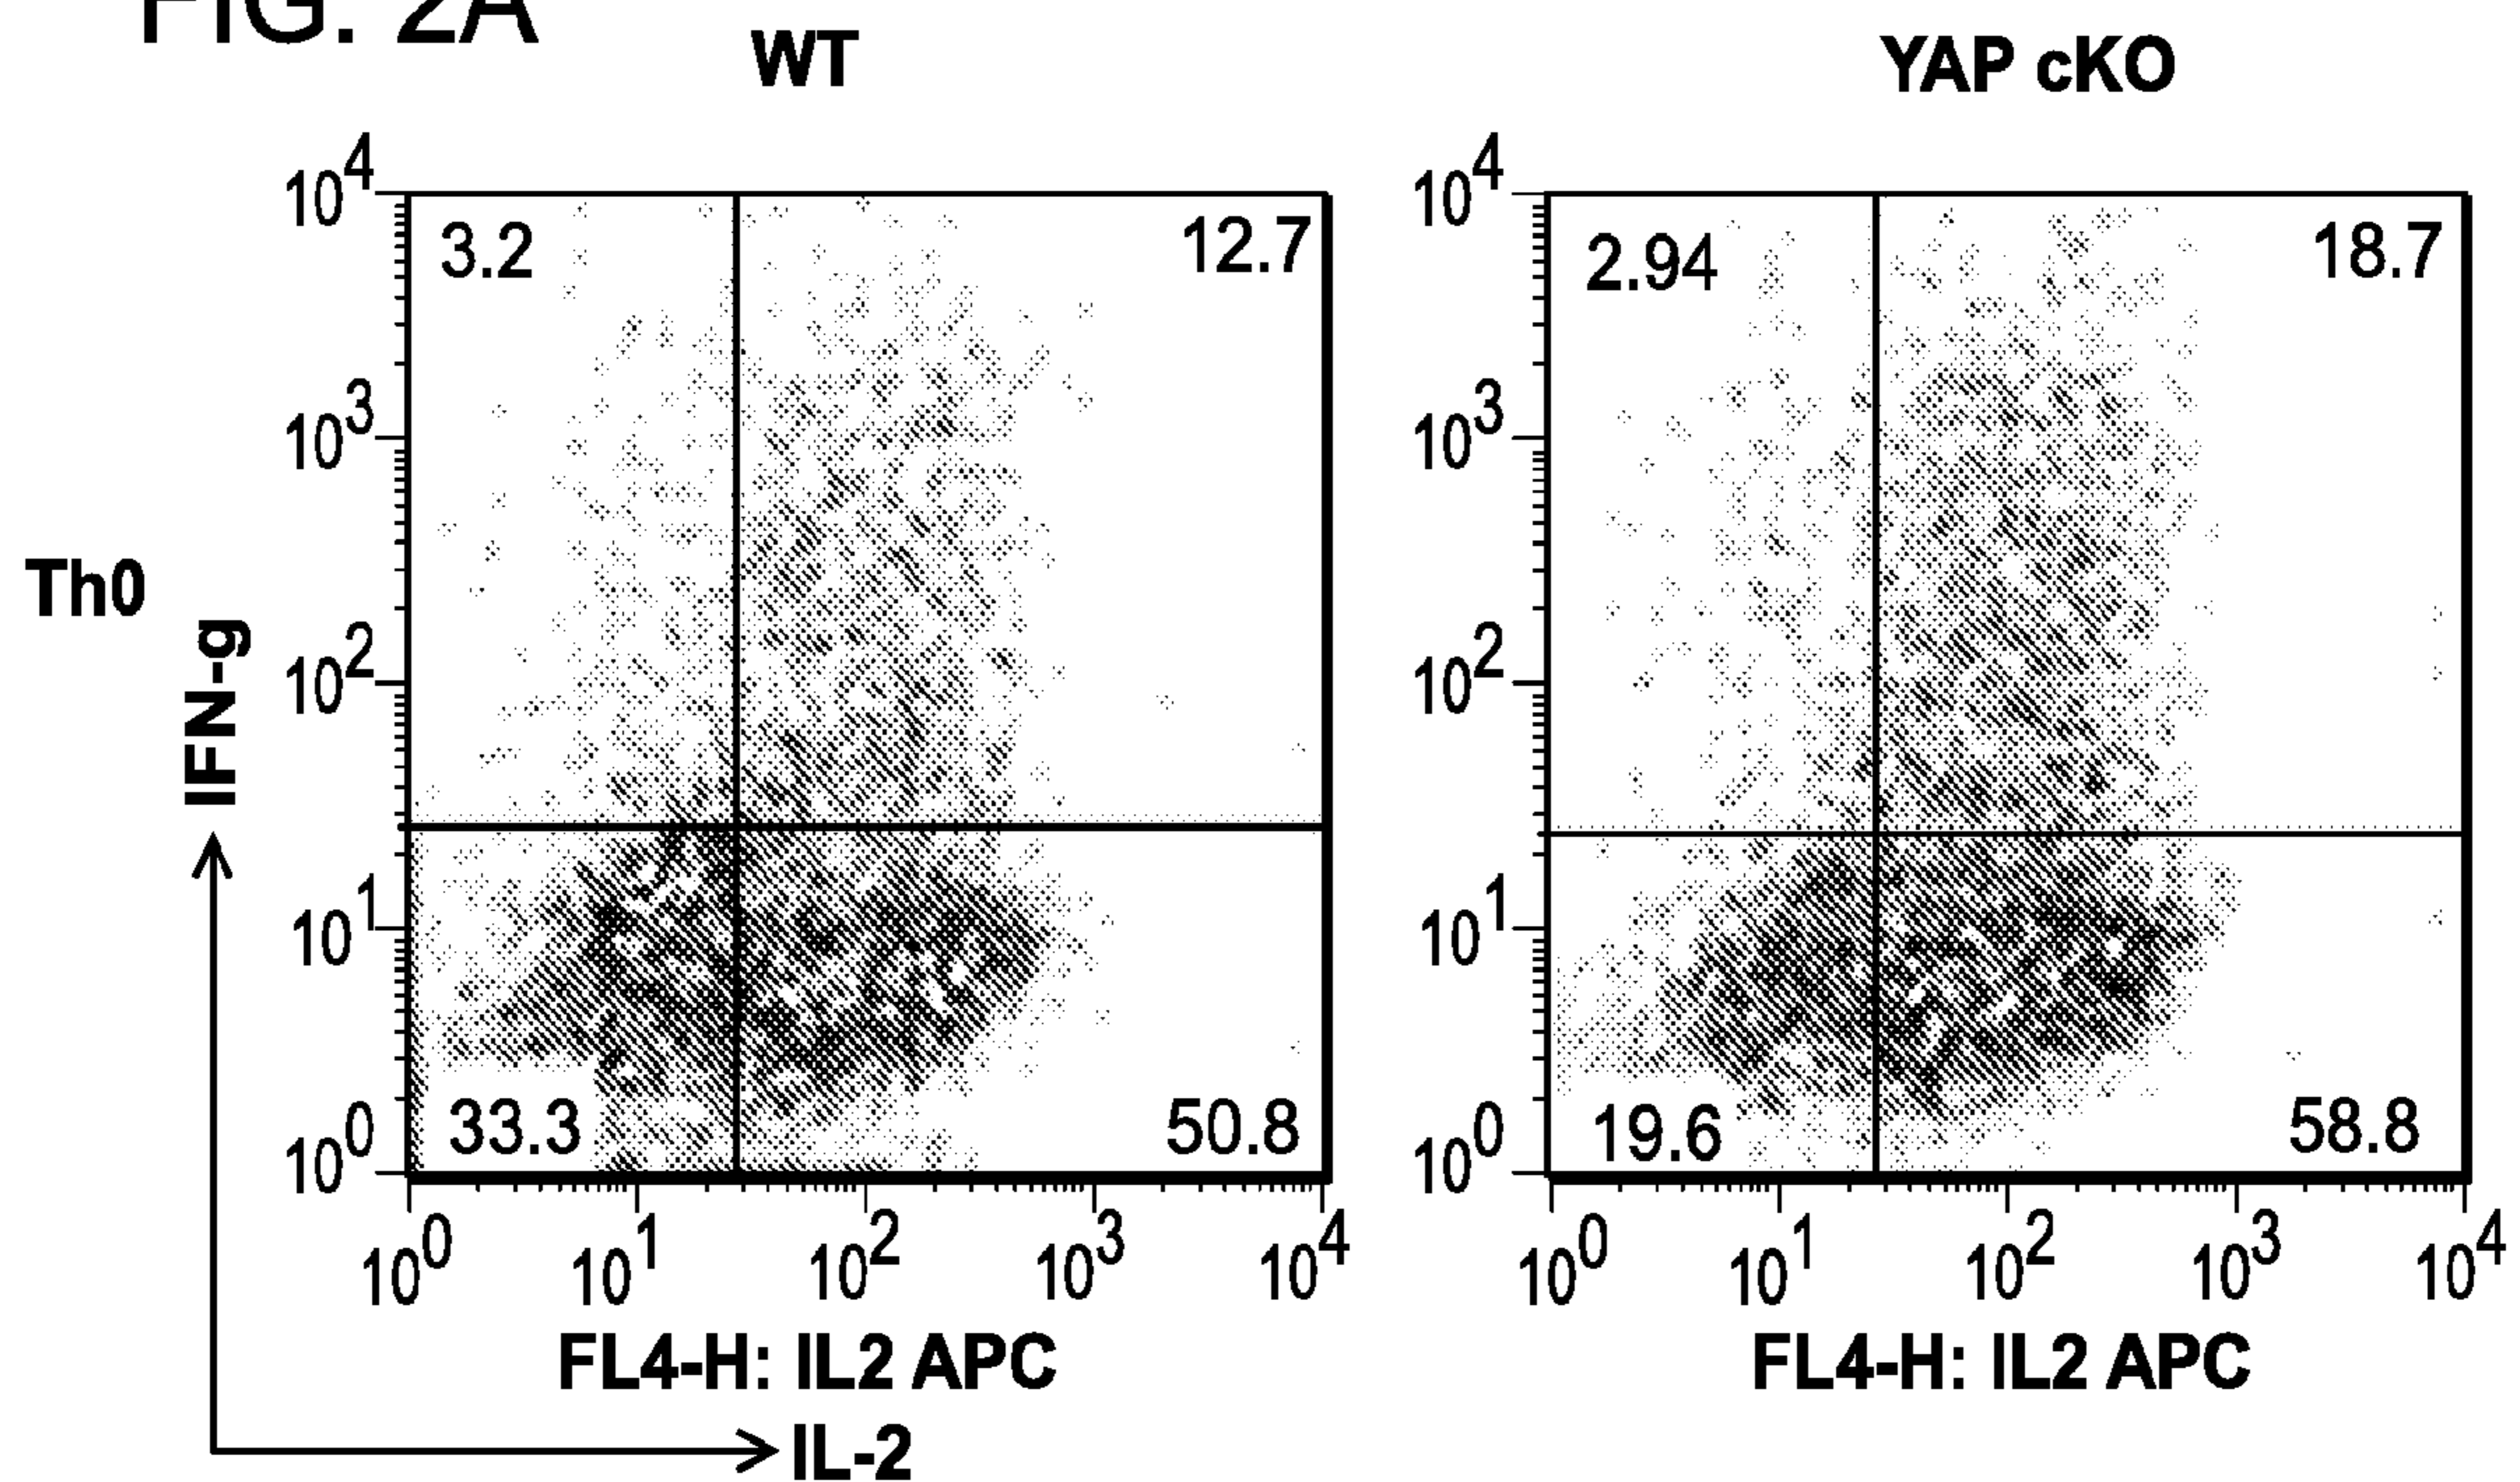 FIG. 2A
WT
YAP cKO
Th0
IFN-g
10^4
10^3
10^2
10^1
10^0
3.2
12.7
33.3
50.8
10^0 10^1 10^2 10^3 10^4
FL4-H: IL2 APC
IL-2
10^4
10^3
10^2
10^1
10^0
2.94
18.7
19.6
58.8
10^0 10^1 10^2 10^3 10^4
FL4-H: IL2 APC